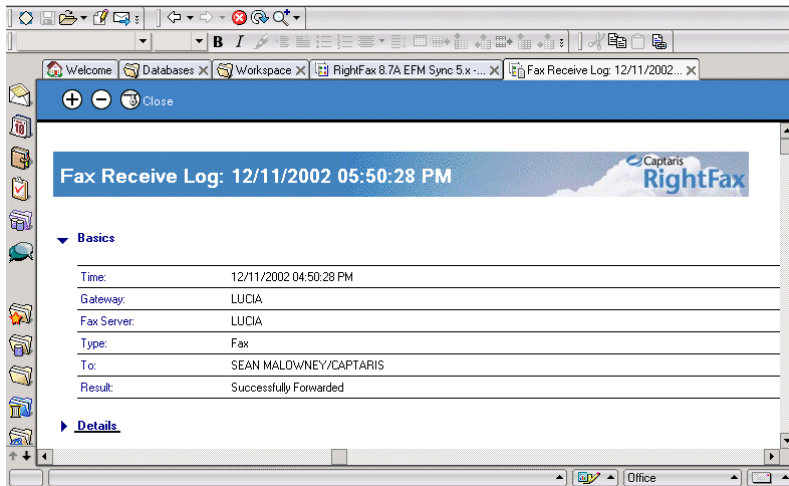 B I
Welcome Databases Workspace RightFax 8.7A EFM Sync 5.x -... Fax Receive Log: 12/11/2002...
Close
Captaris
Fax Receive Log: 12/11/2002 05:50:28 PM RightFax
Basics
Time: 12/11/2002 04:50:28 PM
Gateway: LUCIA
Fax Server: LUCIA
Type: Fax
To: SEAN MALOWNEY/CAPTARIS
Result: Successfully Forwarded
Details
Office